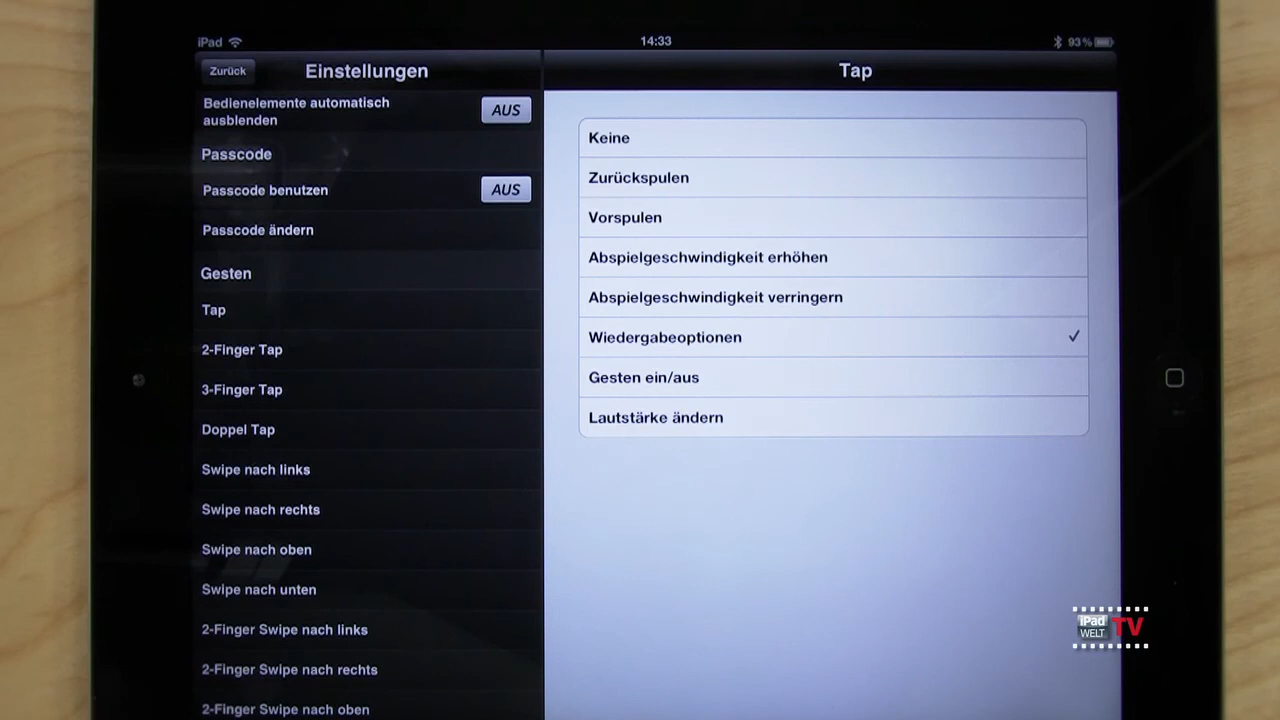 iPad
14:33
93%
Zurück
Einstellungen
Tap
Bedienelemente automatisch
ausblenden
AUS
Passcode
Passcode benutzen
AUS
Passcode ändern
Gesten
Tap
2-Finger Tap
3-Finger Tap
Doppel Tap
Swipe nach links
Swipe nach rechts
Swipe nach oben
Swipe nach unten
2-Finger Swipe nach links
2-Finger Swipe nach rechts
2-Finger Swipe nach oben
Keine
Zurückspulen
Vorspulen
Abspielgeschwindigkeit erhöhen
Abspielgeschwindigkeit verringern
Wiedergabeoptionen
Gesten ein/aus
Lautstärke ändern
iPad
WELT
TV